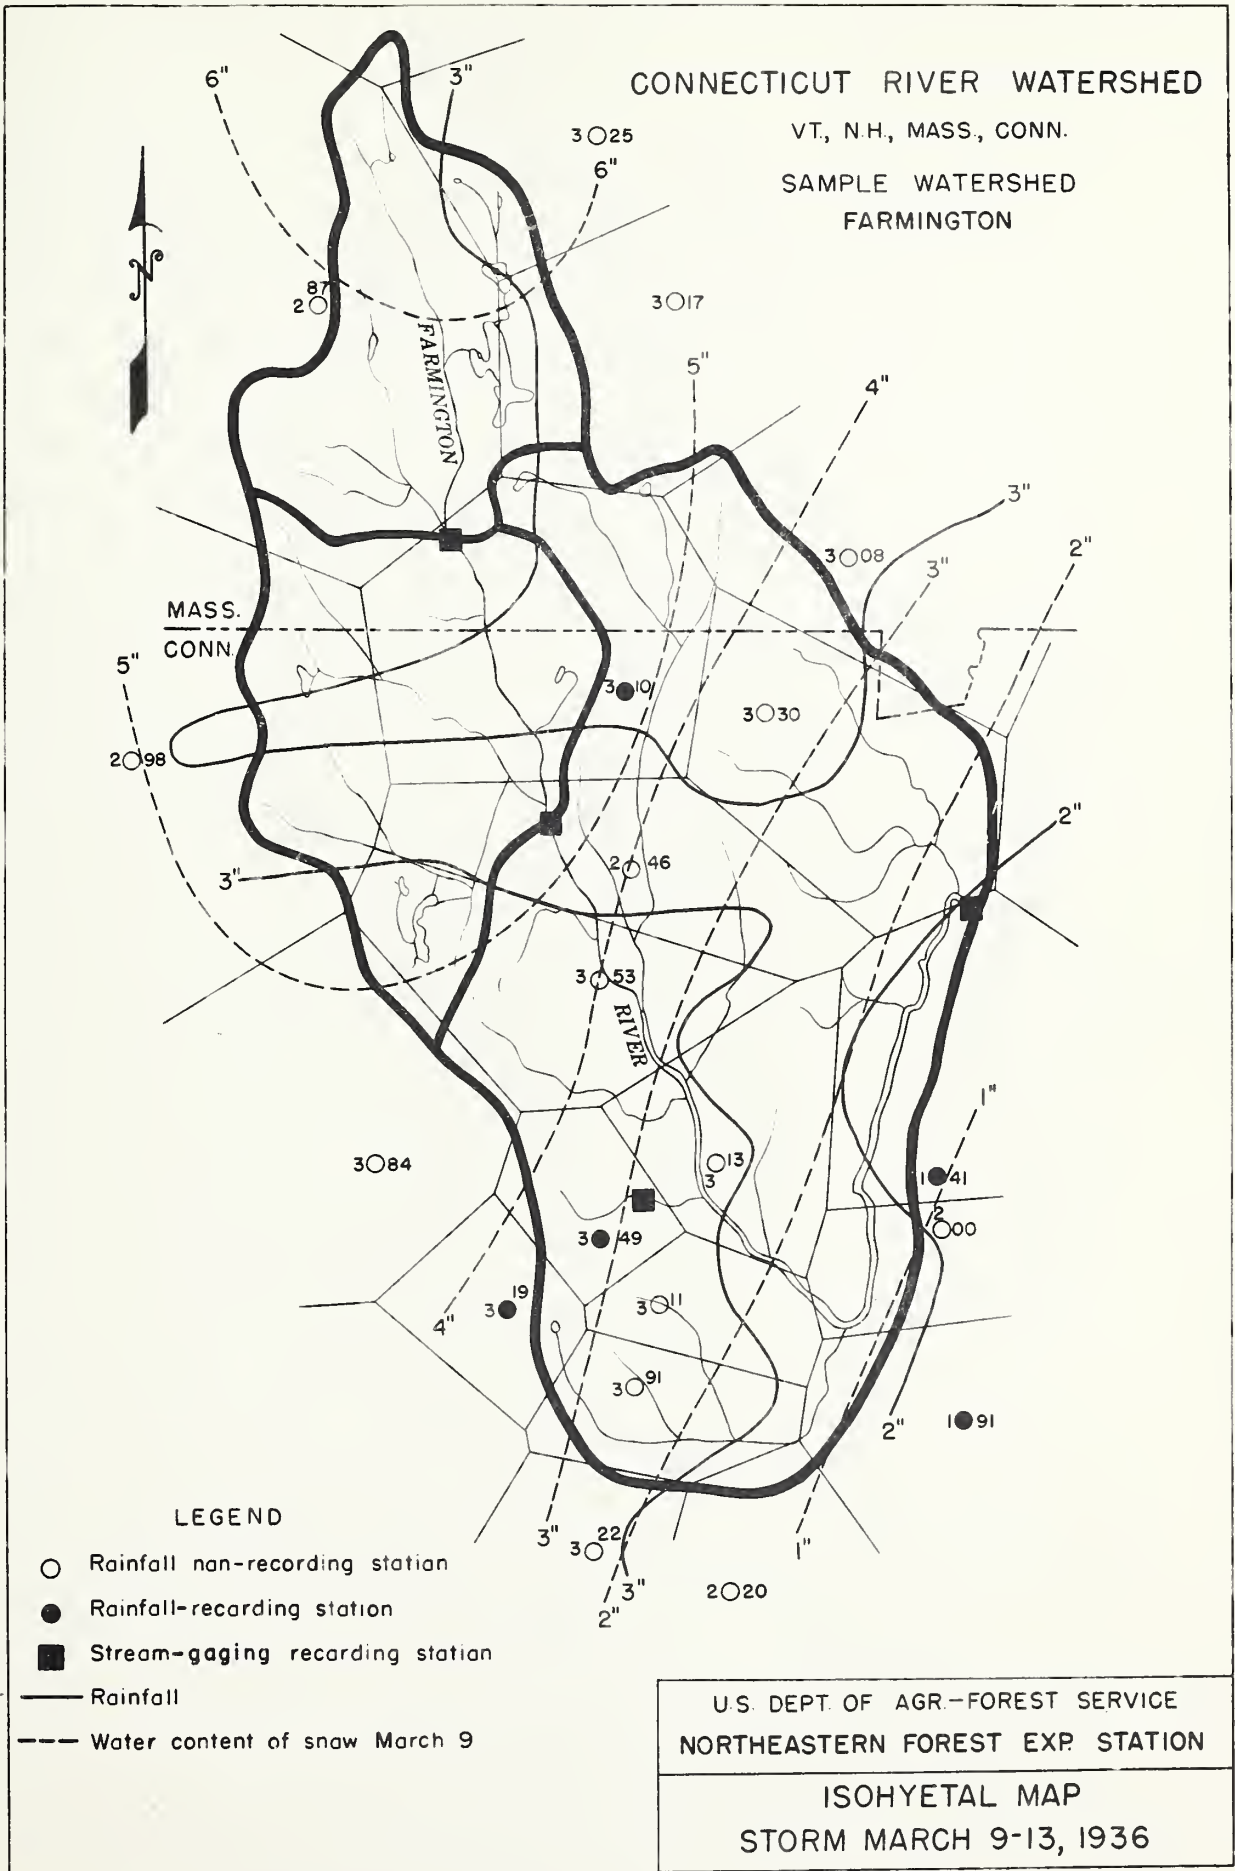 CONNECTICUT RIVER WATERSHED
VT., N.H., MASS., CONN.
SAMPLE WATERSHED
FARMINGTON
6"
3"
3 25
6"
N
87
2
3 17
FARMINGTON
5"
4"
3"
3 08
3"
2"
MASS.
CONN.
5"
3 10
3 30
2 98
2"
2 46
3"
3 53
RIVER
1"
3 84
13
3
1 41
2
00
3 49
19
3
3 11
4"
91
3
2"
1 91
3"
22
3
1"
3"
2 20
2"
LEGEND
Rainfall nan-recording statian
Rainfall-recarding station
Stream-gaging recarding station
Rainfall
Water content of snaw March 9
U.S. DEPT. OF AGR.-FOREST SERVICE
NORTHEASTERN FOREST EXP. STATION
ISOHYETAL MAP
STORM MARCH 9-13, 1936